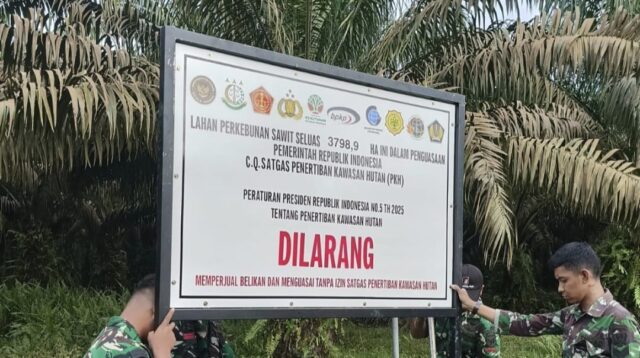 bpkp
LAHAN PERKEBUNAN SAWIT SELUAS 3798,9 HA INI DALAM PENGUASAAN
PEMERINTAH REPUBLIK INDONESIA
C.Q.SATGAS PENERTIBAN KAWASAN HUTAN (PKH)
PERATURAN PRESIDEN REPUBLIK INDONESIA NO.5 TH 2025
TENTANG PENERTIBAN KAWASAN HUTAN
DILARANG
MEMPERJUAL BELIKAN DAN MENGUASAI TANPA IZIN SATGAS PENERTIBAN KAWASAN HUTAN